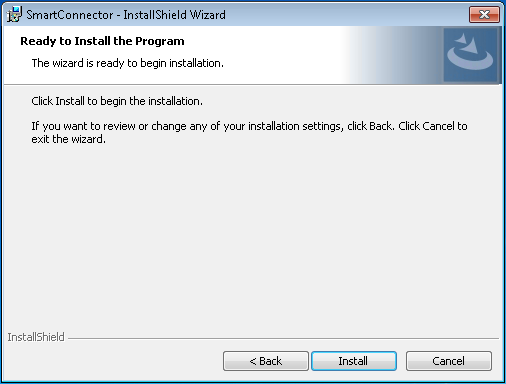 SmartConnector - InstallShield Wizard
Ready to Install the Program
The wizard is ready to begin installation.
Click Install to begin the installation.
If you want to review or change any of your installation settings, click Back. Click Cancel to
exit the wizard.
InstallShield
< Back
Install
Cancel